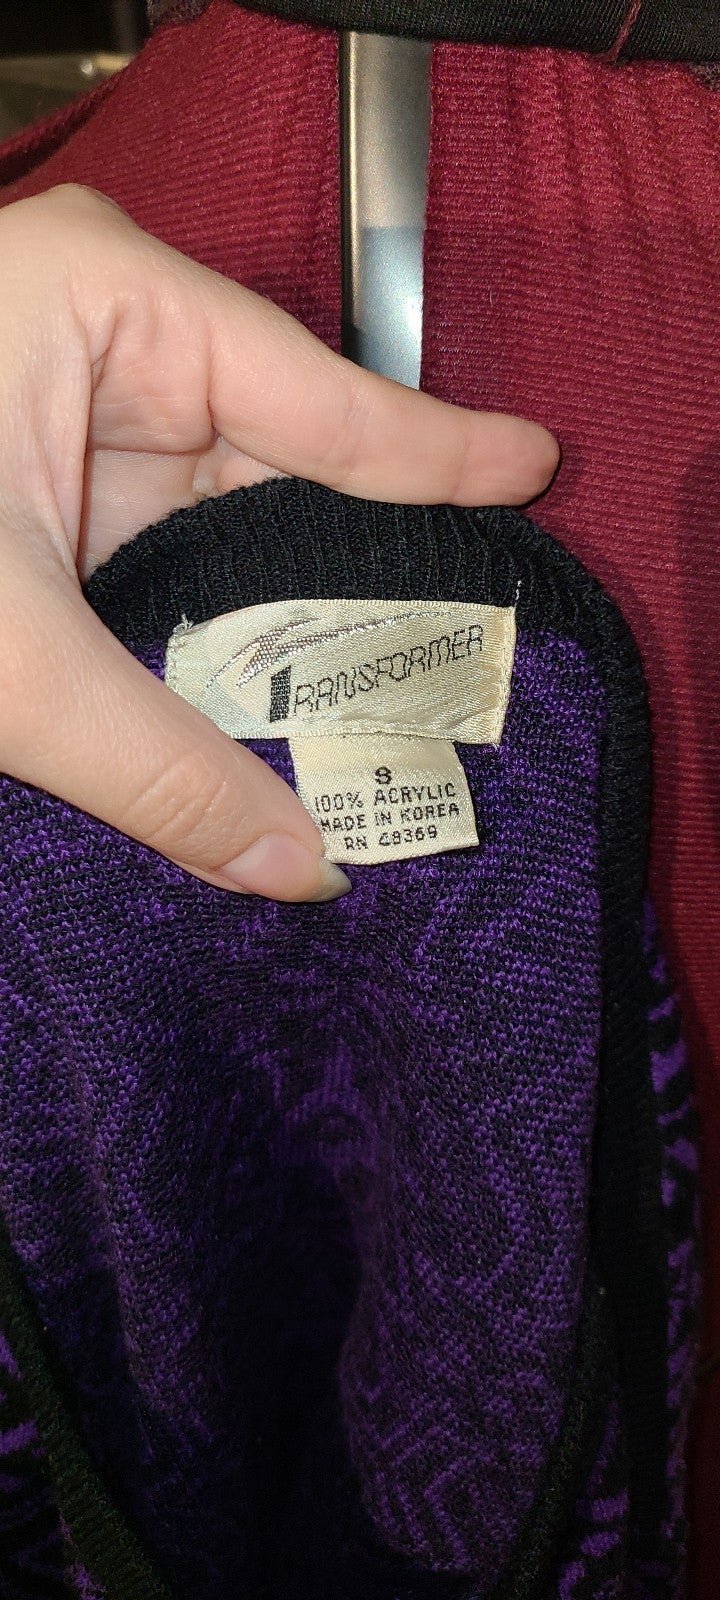 TRANSFORMER
S
100% ACRYLIC
MADE IN KOREA
RN 48369